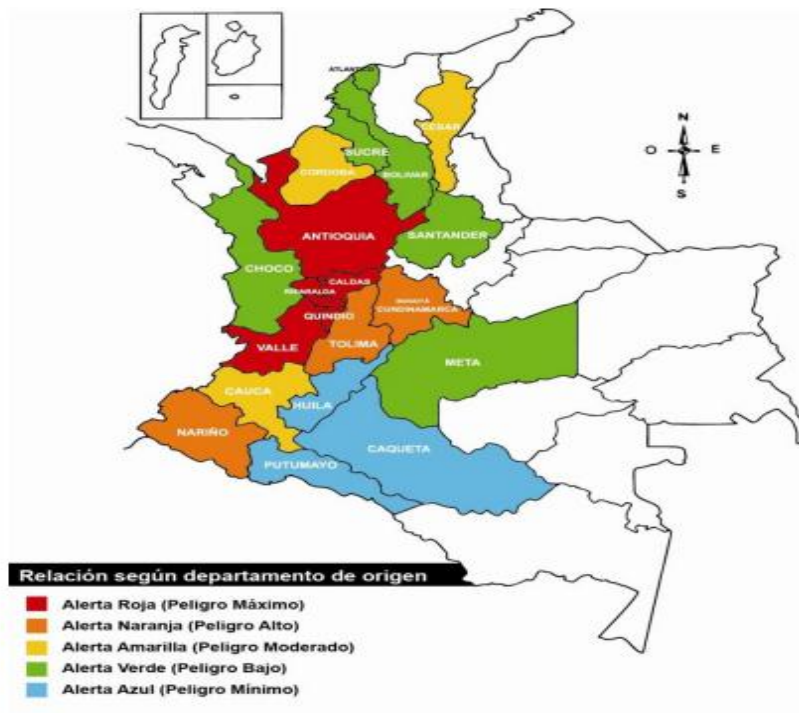 N
O E
S
ATLANTICO
CESAR
SUCRE
CORDOBA
BOLIVAR
ANTIOQUIA
SANTANDER
CHOCO
CALDAS
RISARALDA
BOGOTÁ
CUNDINAMARCA
QUINDIO
VALLE
TOLIMA
META
CAUCA
HUILA
NARIÑO
CAQUETA
PUTUMAYO
Relación según departamento de origen
Alerta Roja (Peligro Máximo)
Alerta Naranja (Peligro Alto)
Alerta Amarilla (Peligro Moderado)
Alerta Verde (Peligro Bajo)
Alerta Azul (Peligro Mínimo)